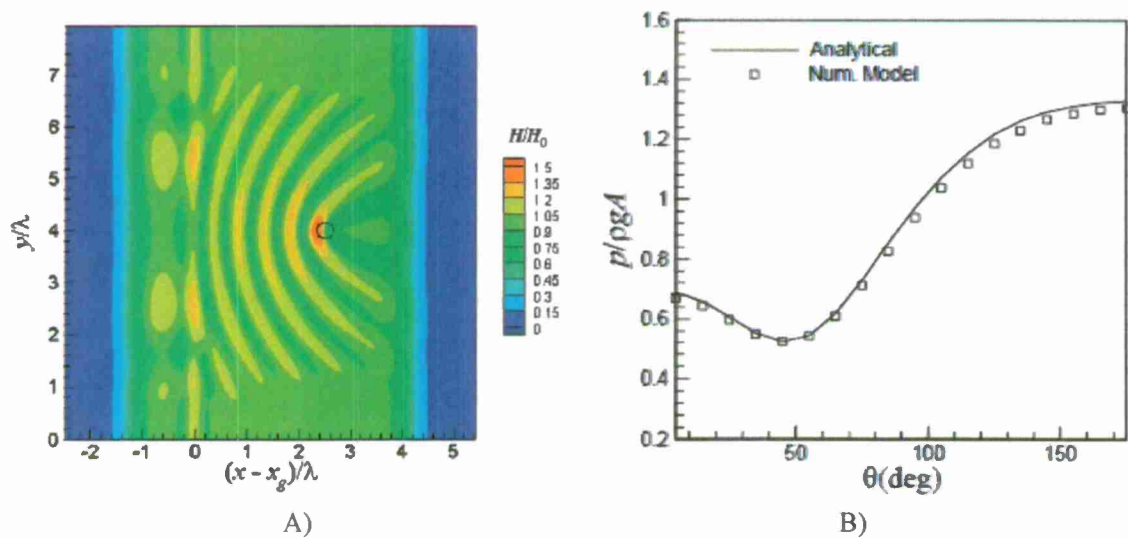 7
6
5
4
3
2
1
0
y/λ
-2 -1 0 1 2 3 4 5
(x - x_g)/λ
H/H_0
1.5
1.35
1.2
1.05
0.9
0.75
0.6
0.45
0.3
0.15
0
A)
1.6
1.4
1.2
1
0.8
0.6
0.4
0.2
p/ρgA
Analytical
Num. Model
50 100 150
θ(deg)
B)